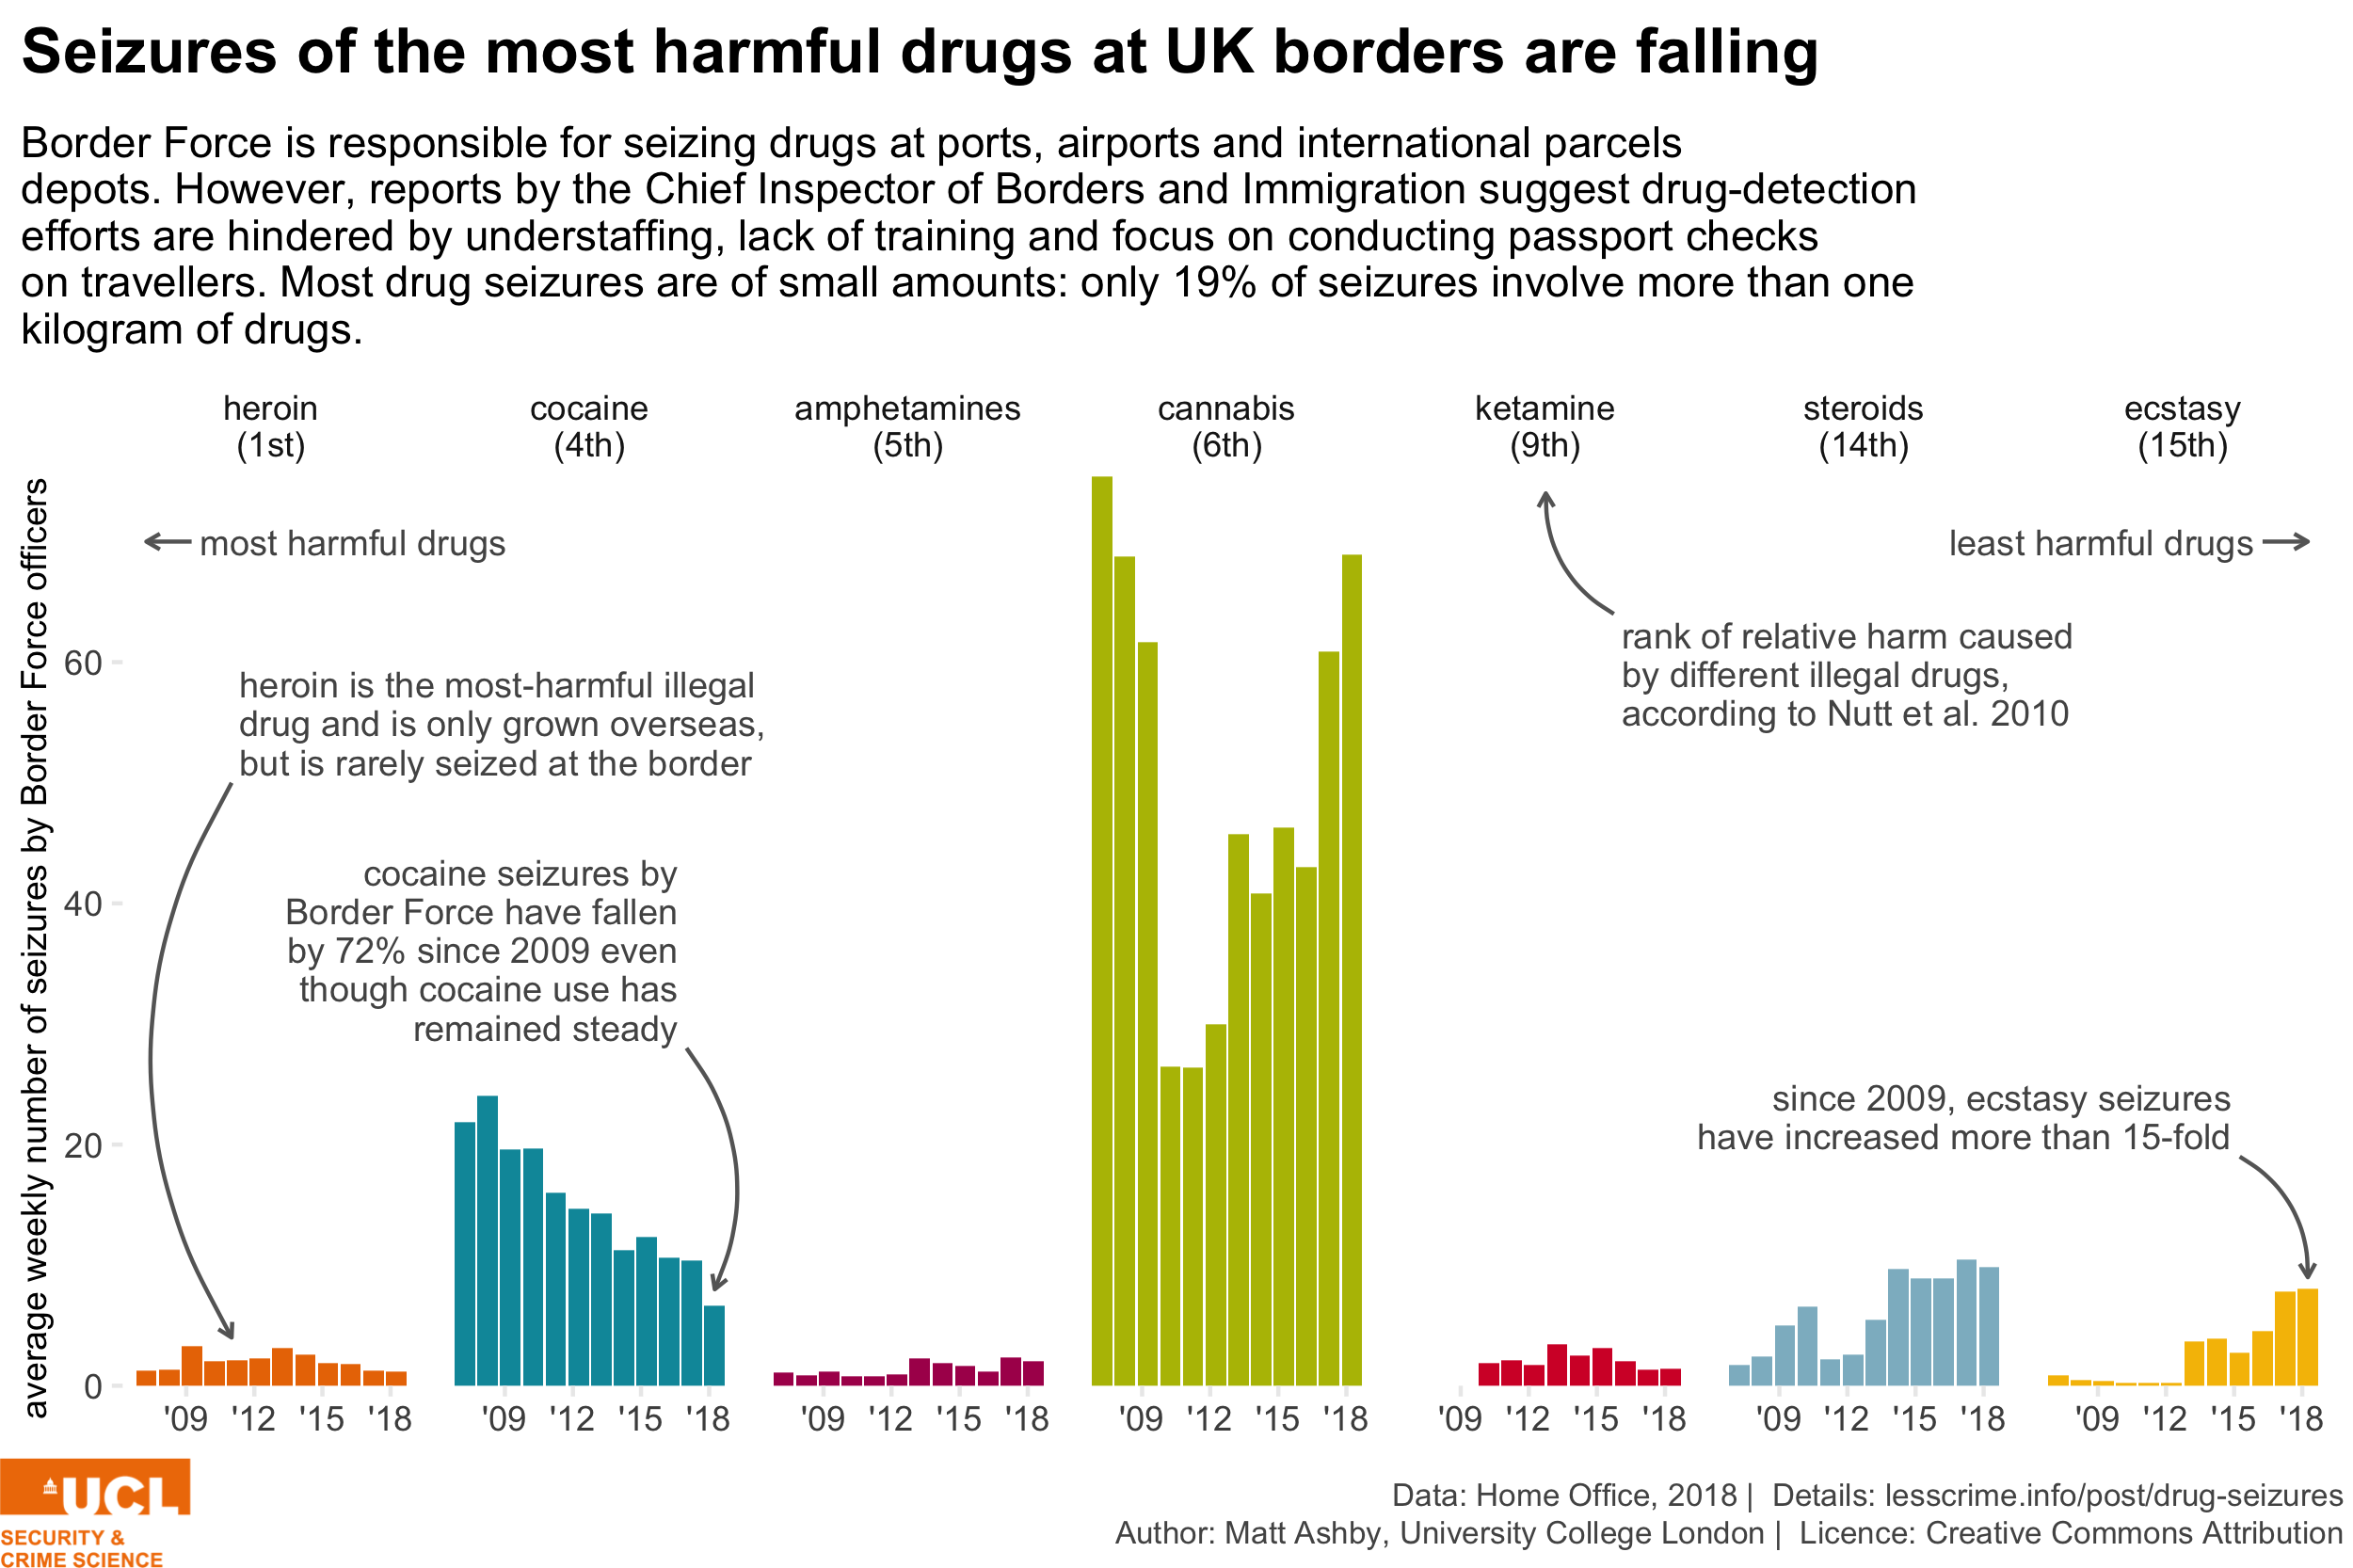 Seizures of the most harmful drugs at UK borders are falling
Border Force is responsible for seizing drugs at ports, airports and international parcels
depots. However, reports by the Chief Inspector of Borders and Immigration suggest drug-detection
efforts are hindered by understaffing, lack of training and focus on conducting passport checks
on travellers. Most drug seizures are of small amounts: only 19% of seizures involve more than one
kilogram of drugs.
heroin
(1st)
cocaine
(4th)
amphetamines
(5th)
cannabis
(6th)
ketamine
(9th)
steroids
(14th)
ecstasy
(15th)
average weekly number of seizures by Border Force officers
60
40
20
0
most harmful drugs
least harmful drugs
rank of relative harm caused
by different illegal drugs,
according to Nutt et al. 2010
heroin is the most-harmful illegal
drug and is only grown overseas,
but is rarely seized at the border
cocaine seizures by
Border Force have fallen
by 72% since 2009 even
though cocaine use has
remained steady
since 2009, ecstasy seizures
have increased more than 15-fold
'09 '12 '15 '18
'09 '12 '15 '18
'09 '12 '15 '18
'09 '12 '15 '18
'09 '12 '15 '18
'09 '12 '15 '18
'09 '12 '15 '18
UCL
SECURITY &
CRIME SCIENCE
Data: Home Office, 2018 | Details: lesscrime.info/post/drug-seizures
Author: Matt Ashby, University College London | Licence: Creative Commons Attribution